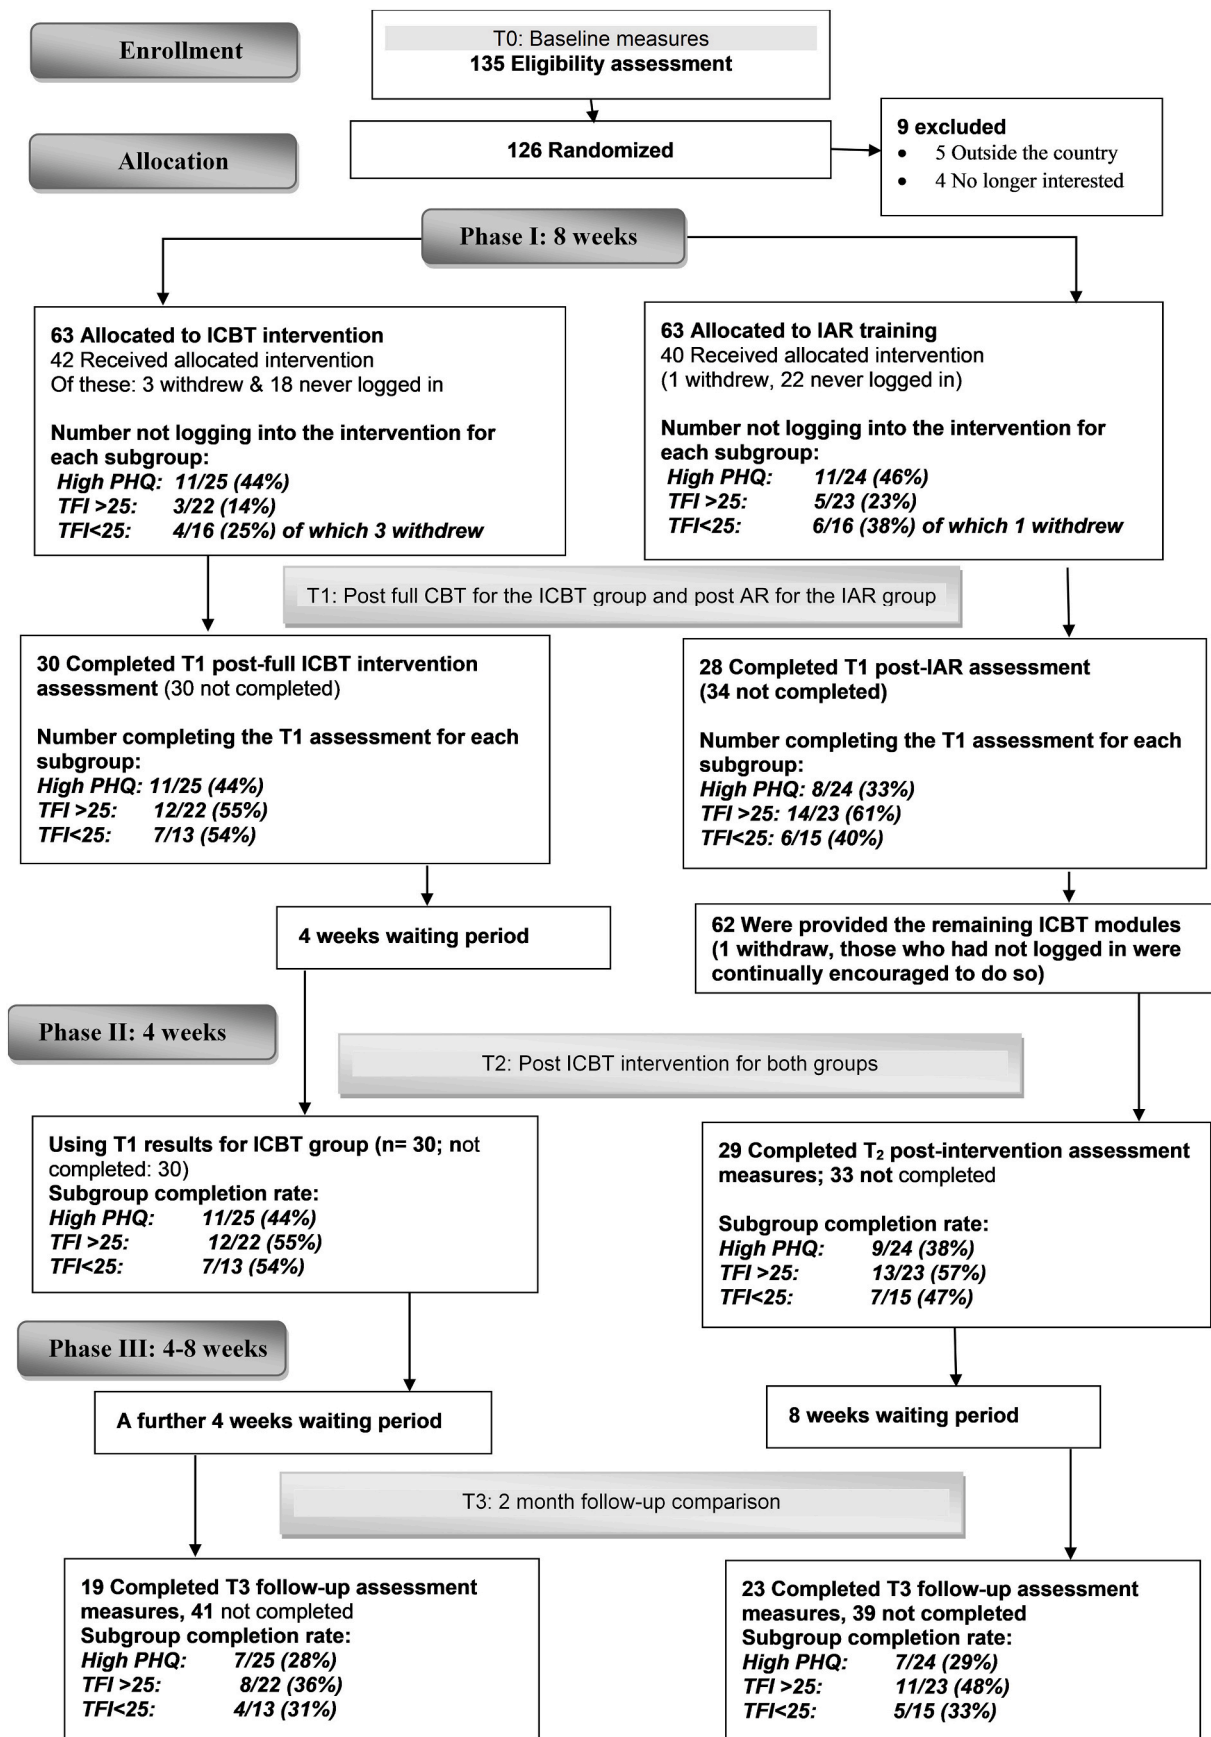 Enrollment
T0: Baseline measures
135 Eligibility assessment
Allocation
126 Randomized
9 excluded
• 5 Outside the country
• 4 No longer interested
Phase I: 8 weeks
63 Allocated to ICBT intervention
42 Received allocated intervention
Of these: 3 withdrew & 18 never logged in
Number not logging into the intervention for
each subgroup:
High PHQ: 11/25 (44%)
TFI >25: 3/22 (14%)
TFI<25: 4/16 (25%) of which 3 withdrew
63 Allocated to IAR training
40 Received allocated intervention
(1 withdrew, 22 never logged in)
Number not logging into the intervention for
each subgroup:
High PHQ: 11/24 (46%)
TFI >25: 5/23 (23%)
TFI<25: 6/16 (38%) of which 1 withdrew
T1: Post full CBT for the ICBT group and post AR for the IAR group
30 Completed T1 post-full ICBT intervention
assessment (30 not completed)
Number completing the T1 assessment for each
subgroup:
High PHQ: 11/25 (44%)
TFI >25: 12/22 (55%)
TFI<25: 7/13 (54%)
28 Completed T1 post-IAR assessment
(34 not completed)
Number completing the T1 assessment for each
subgroup:
High PHQ: 8/24 (33%)
TFI >25: 14/23 (61%)
TFI<25: 6/15 (40%)
4 weeks waiting period
62 Were provided the remaining ICBT modules
(1 withdraw, those who had not logged in were
continually encouraged to do so)
Phase II: 4 weeks
T2: Post ICBT intervention for both groups
Using T1 results for ICBT group (n= 30; not
completed: 30)
Subgroup completion rate:
High PHQ: 11/25 (44%)
TFI >25: 12/22 (55%)
TFI<25: 7/13 (54%)
29 Completed T₂ post-intervention assessment
measures; 33 not completed
Subgroup completion rate:
High PHQ: 9/24 (38%)
TFI >25: 13/23 (57%)
TFI<25: 7/15 (47%)
Phase III: 4-8 weeks
A further 4 weeks waiting period
8 weeks waiting period
T3: 2 month follow-up comparison
19 Completed T3 follow-up assessment
measures, 41 not completed
Subgroup completion rate:
High PHQ: 7/25 (28%)
TFI >25: 8/22 (36%)
TFI<25: 4/13 (31%)
23 Completed T3 follow-up assessment
measures, 39 not completed
Subgroup completion rate:
High PHQ: 7/24 (29%)
TFI >25: 11/23 (48%)
TFI<25: 5/15 (33%)